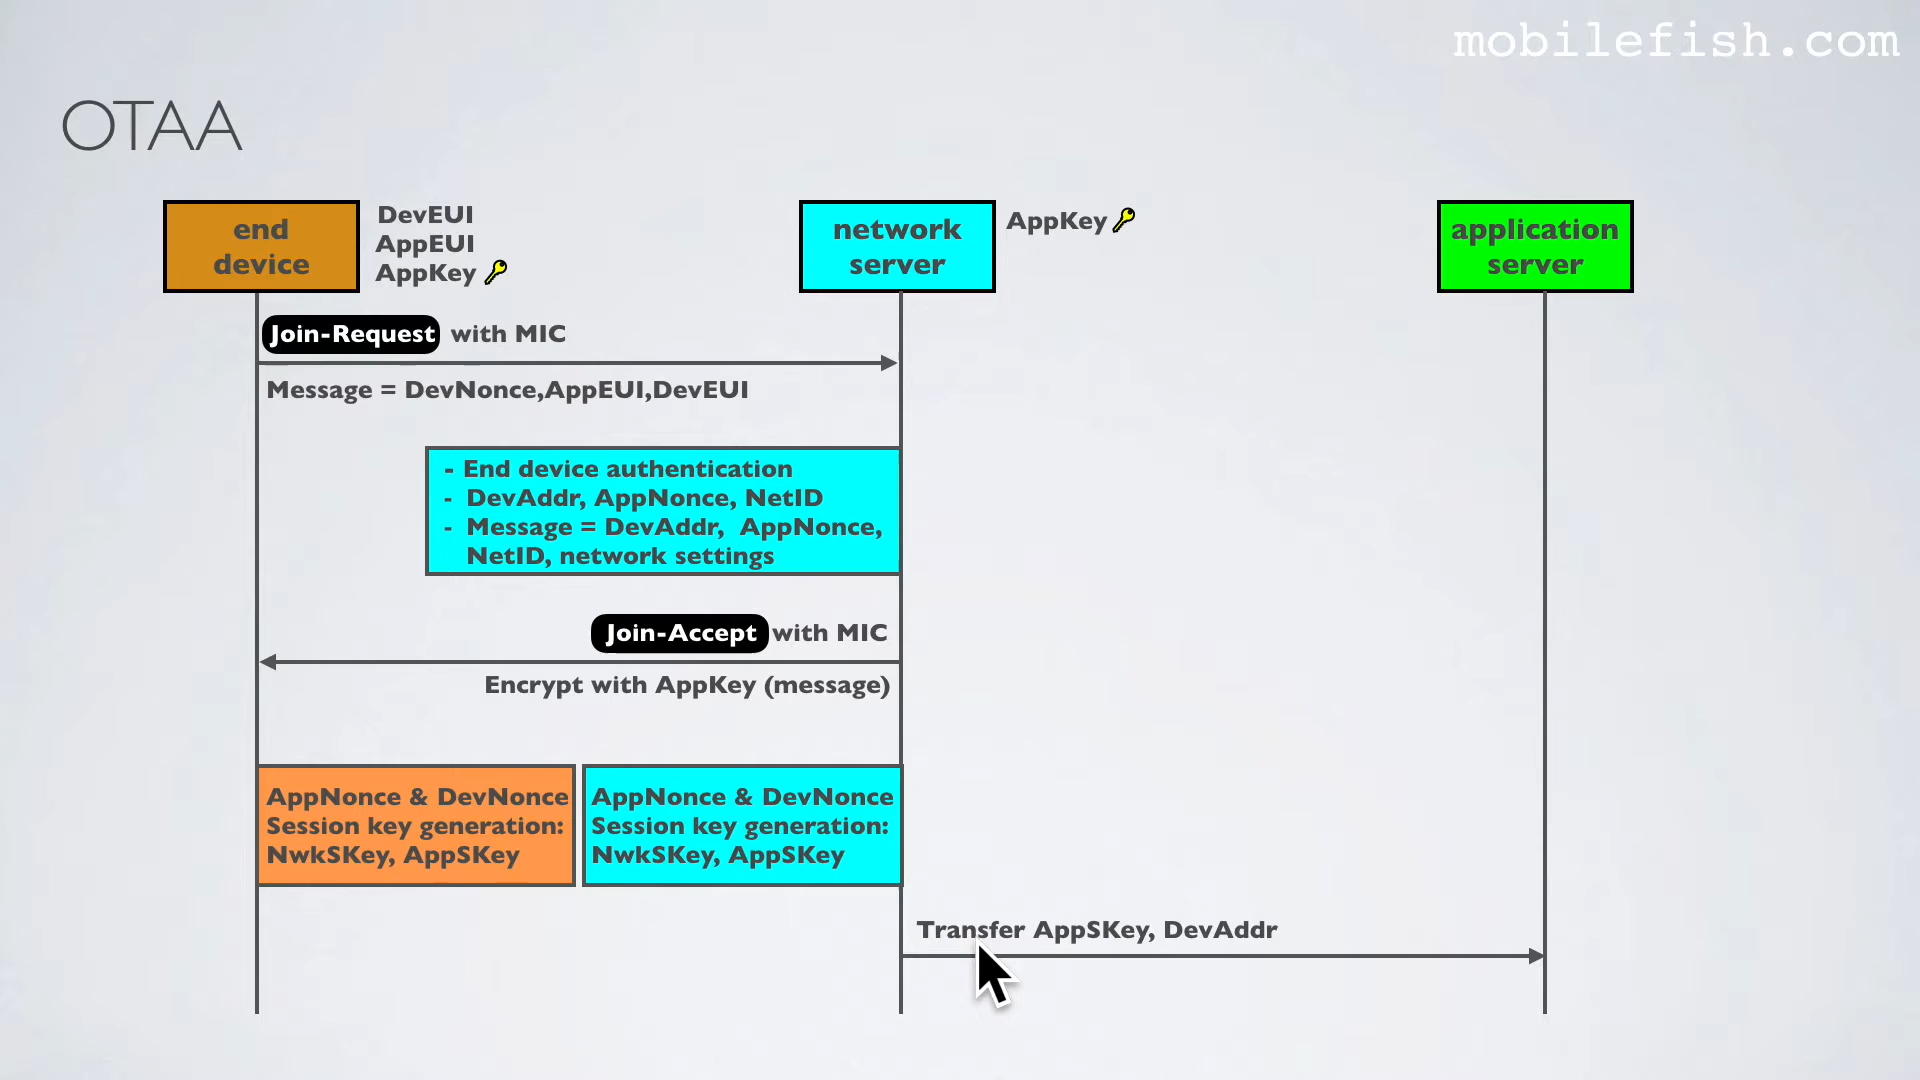 mobilefish.com
OTAA
end
device
DevEUI
AppEUI
AppKey
network
server
AppKey
application
server
Join-Request with MIC
Message = DevNonce,AppEUI,DevEUI
- End device authentication
- DevAddr, AppNonce, NetID
- Message = DevAddr, AppNonce,
NetID, network settings
Join-Accept with MIC
Encrypt with AppKey (message)
AppNonce & DevNonce
Session key generation:
NwkSKey, AppSKey
AppNonce & DevNonce
Session key generation:
NwkSKey, AppSKey
Transfer AppSKey, DevAddr